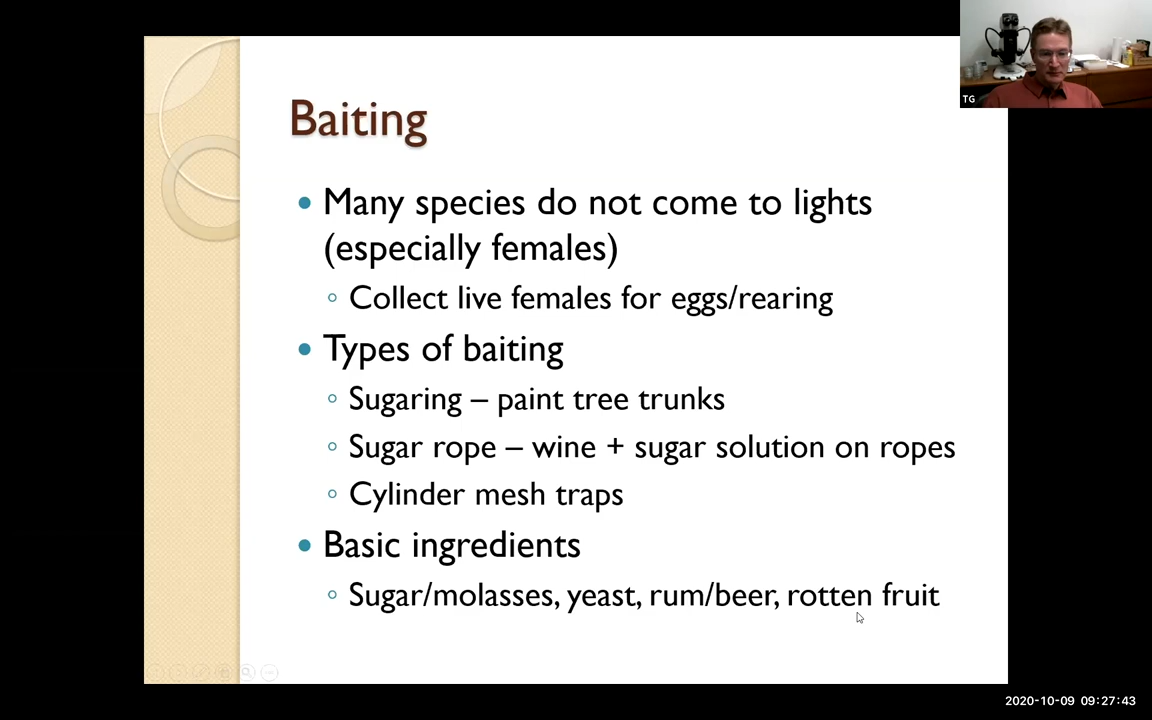 TG
Baiting
Many species do not come to lights
(especially females)
Collect live females for eggs/rearing
Types of baiting
Sugaring – paint tree trunks
Sugar rope – wine + sugar solution on ropes
Cylinder mesh traps
Basic ingredients
Sugar/molasses, yeast, rum/beer, rotten fruit
2020-10-09 09:27:43